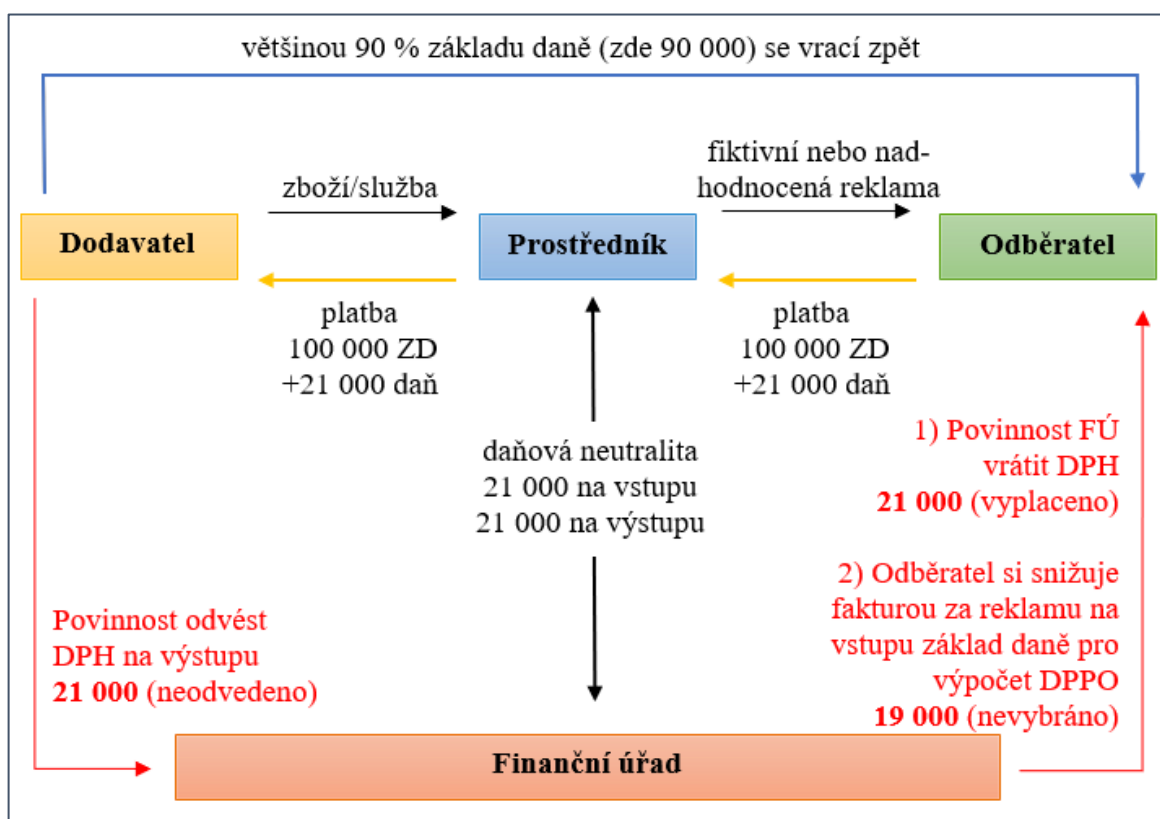 většinou 90 % základu daně (zde 90 000) se vrací zpět
zboží/služba
fiktivní nebo nad-
hodnocená reklama
Dodavatel
Prostředník
Odběratel
platba
100 000 ZD
+21 000 daň
platba
100 000 ZD
+21 000 daň
daňová neutralita
21 000 na vstupu
21 000 na výstupu
1) Povinnost FÚ
vrátit DPH
21 000 (vyplaceno)
2) Odběratel si snižuje
fakturou za reklamu na
vstupu základ daně pro
výpočet DPPO
19 000 (nevybráno)
Povinnost odvést
DPH na výstupu
21 000 (neodvedeno)
Finanční úřad